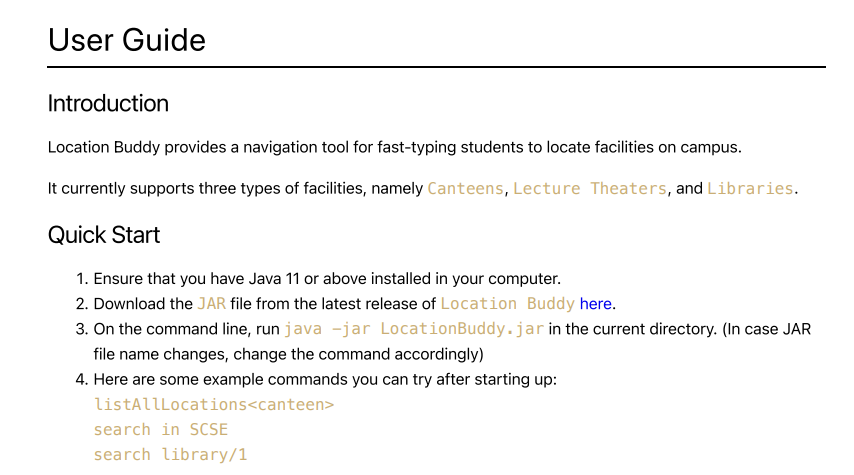 User Guide
Introduction
Location Buddy provides a navigation tool for fast-typing students to locate facilities on campus.
It currently supports three types of facilities, namely Canteens, Lecture Theaters, and Libraries.
Quick Start
1. Ensure that you have Java 11 or above installed in your computer.
2. Download the JAR file from the latest release of Location Buddy here.
3. On the command line, run java -jar LocationBuddy.jar in the current directory. (In case JAR
file name changes, change the command accordingly)
4. Here are some example commands you can try after starting up:
listAllLocations<canteen>
search in SCSE
search library/1